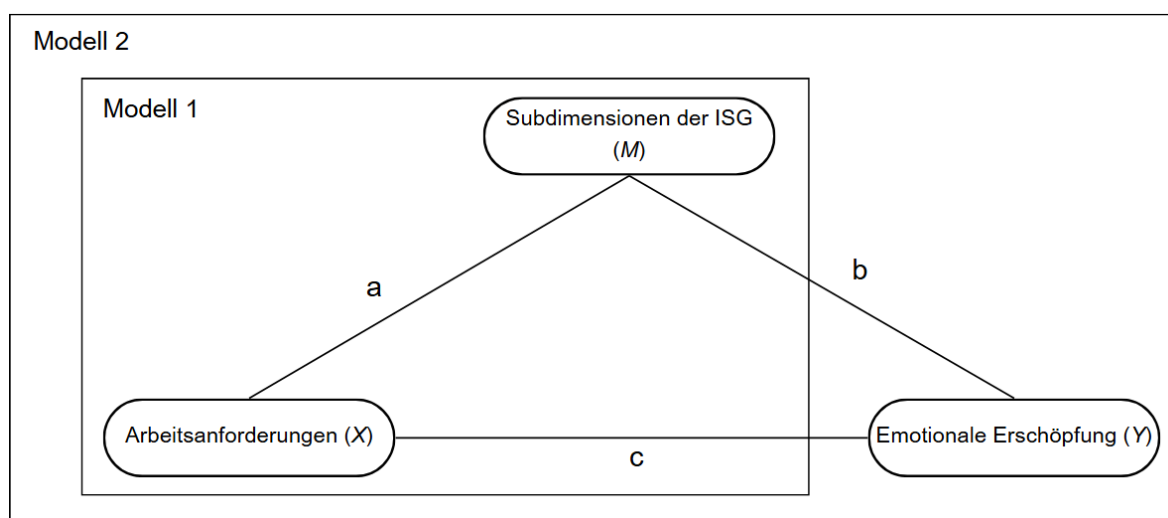 Modell 2
Modell 1
Subdimensionen der ISG
(M)
a
b
Arbeitsanforderungen (X)
Emotionale Erschöpfung (Y)
c